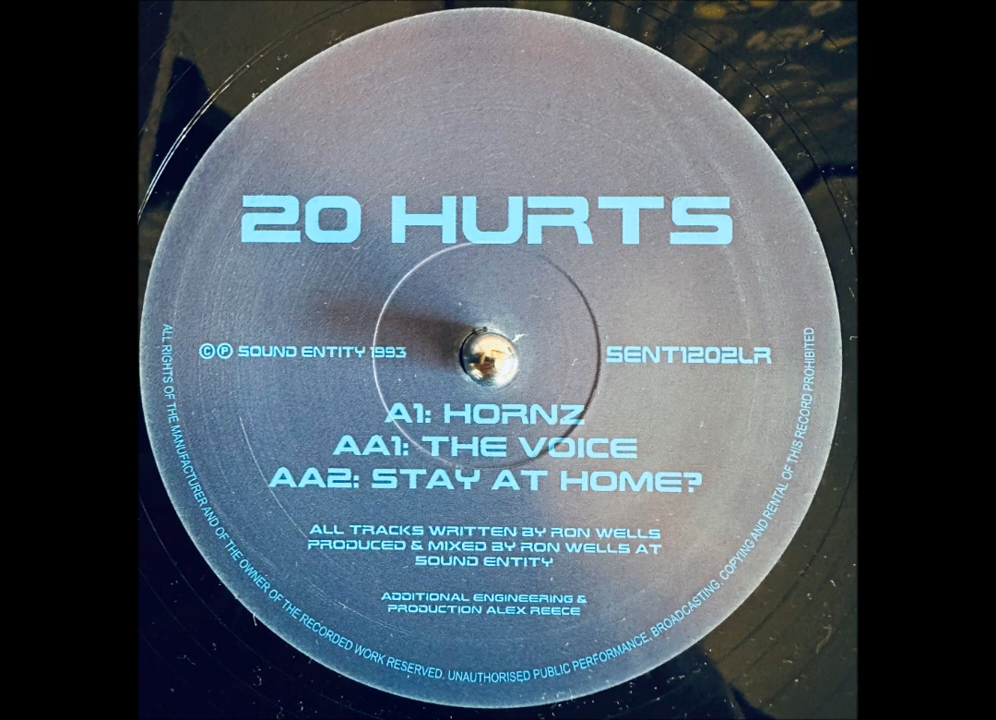 20 HURTS
©℗ SOUND ENTITY 1993
SENT1202LR
A1: HORNZ
AA1: THE VOICE
AA2: STAY AT HOME?
ALL TRACKS WRITTEN BY RON WELLS
PRODUCED & MIXED BY RON WELLS AT
SOUND ENTITY
ADDITIONAL ENGINEERING &
PRODUCTION ALEX REECE
ALL RIGHTS OF THE MANUFACTURER AND OF THE OWNER OF THE RECORDED WORK RESERVED. UNAUTHORISED PUBLIC PERFORMANCE, BROADCASTING, COPYING AND RENTAL OF THIS RECORD PROHIBITED